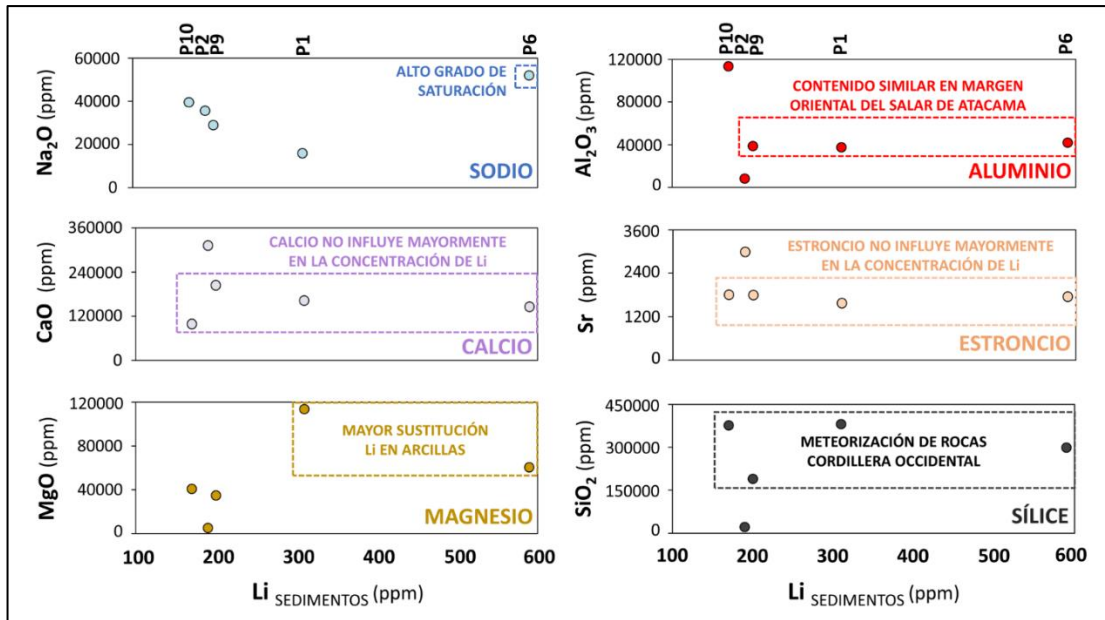 P10
P2
P9
P1
P6
Na2O (ppm)
60000
40000
20000
0
ALTO GRADO DE
SATURACIÓN
SODIO
P10
P2
P9
P1
P6
Al2O3 (ppm)
120000
80000
40000
0
CONTENIDO SIMILAR EN MARGEN
ORIENTAL DEL SALAR DE ATACAMA
ALUMINIO
CaO (ppm)
360000
240000
120000
0
CALCIO NO INFLUYE MAYORMENTE
EN LA CONCENTRACIÓN DE Li
CALCIO
Sr (ppm)
3600
2400
1200
0
ESTRONCIO NO INFLUYE MAYORMENTE
EN LA CONCENTRACIÓN DE Li
ESTRONCIO
MgO (ppm)
120000
80000
40000
0
MAYOR SUSTITUCIÓN
Li EN ARCILLAS
MAGNESIO
100 200 300 400 500 600
Li SEDIMENTOS (ppm)
SiO2 (ppm)
450000
300000
150000
0
METEORIZACIÓN DE ROCAS
CORDILLERA OCCIDENTAL
SÍLICE
100 200 300 400 500 600
Li SEDIMENTOS (ppm)